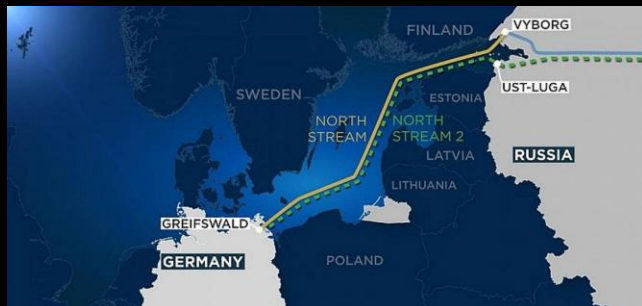 FINLAND
VYBORG
SWEDEN
UST-LUGA
ESTONIA
NORTH
STREAM
NORTH
STREAM 2
LATVIA
RUSSIA
LITHUANIA
GREIFSWALD
GERMANY
POLAND